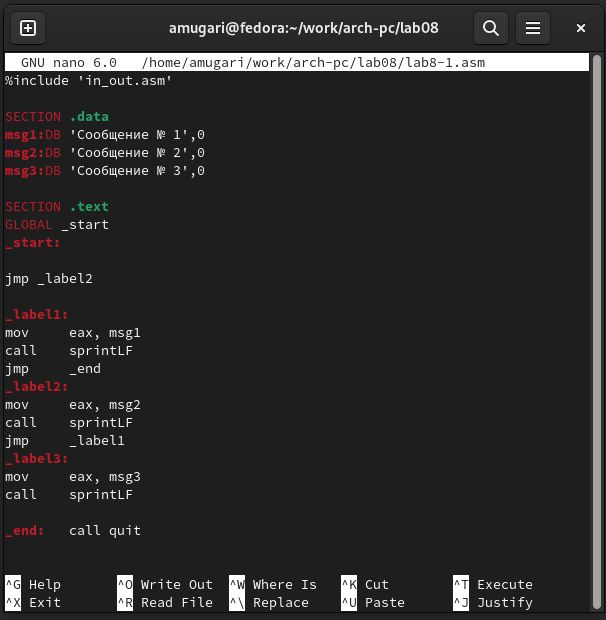 amugari@fedora:~/work/arch-pc/lab08
GNU nano 6.0   /home/amugari/work/arch-pc/lab08/lab8-1.asm
%include 'in_out.asm'
SECTION .data
msg1:DB 'Сообщение № 1',0
msg2:DB 'Сообщение № 2',0
msg3:DB 'Сообщение № 3',0
SECTION .text
GLOBAL _start
_start:
jmp _label2
_label1:
mov     eax, msg1
call    sprintLF
jmp     _end
_label2:
mov     eax, msg2
call    sprintLF
jmp     _label1
_label3:
mov     eax, msg3
call    sprintLF
_end:   call quit
^G Help   ^O Write Out   ^W Where Is   ^K Cut   ^T Execute
^X Exit   ^R Read File   ^\ Replace   ^U Paste   ^J Justify